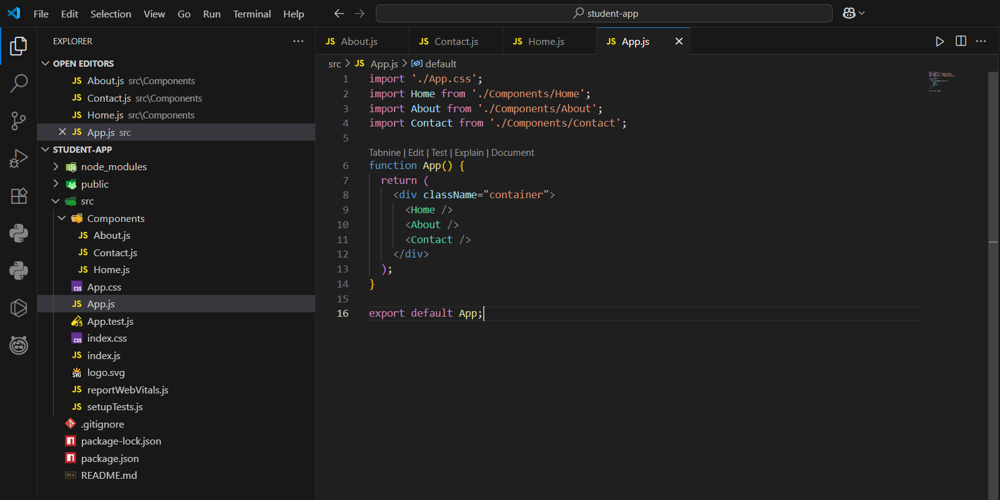 File Edit Selection View Go Run Terminal Help student-app
EXPLORER
OPEN EDITORS
JS About.js src\Components
JS Contact.js src\Components
JS Home.js src\Components
JS App.js src
STUDENT-APP
node_modules
public
src
Components
JS About.js
JS Contact.js
JS Home.js
css App.css
JS App.js
App.test.js
css index.css
JS index.js
SVG logo.svg
JS reportWebVitals.js
JS setupTests.js
.gitignore
package-lock.json
package.json
README.md
JS About.js JS Contact.js JS Home.js JS App.js
src > JS App.js > default
1 import './App.css';
2 import Home from './Components/Home';
3 import About from './Components/About';
4 import Contact from './Components/Contact';
5
Tabnine | Edit | Test | Explain | Document
6 function App() {
7 return (
8 <div className="container">
9 <Home />
10 <About />
11 <Contact />
12 </div>
13 );
14 }
15
16 export default App;